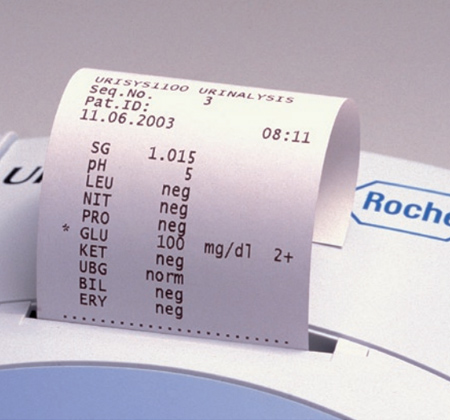 URISYS1100 URINALYSIS
Seq.No. 3
Pat.ID:
11.06.2003 08:11
SG 1.015
pH 5
LEU neg
NIT neg
PRO neg
* GLU 100 mg/dl 2+
KET neg
UBG norm
BIL neg
ERY neg
Roche